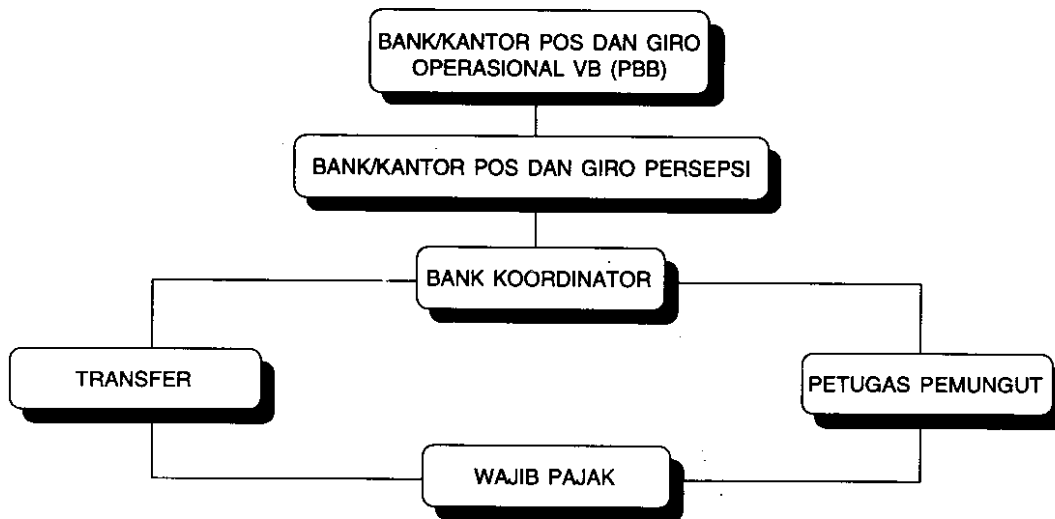 BANK/KANTOR POS DAN GIRO
OPERASIONAL VB (PBB)
BANK/KANTOR POS DAN GIRO PERSEPSI
BANK KOORDINATOR
TRANSFER
PETUGAS PEMUNGUT
WAJIB PAJAK